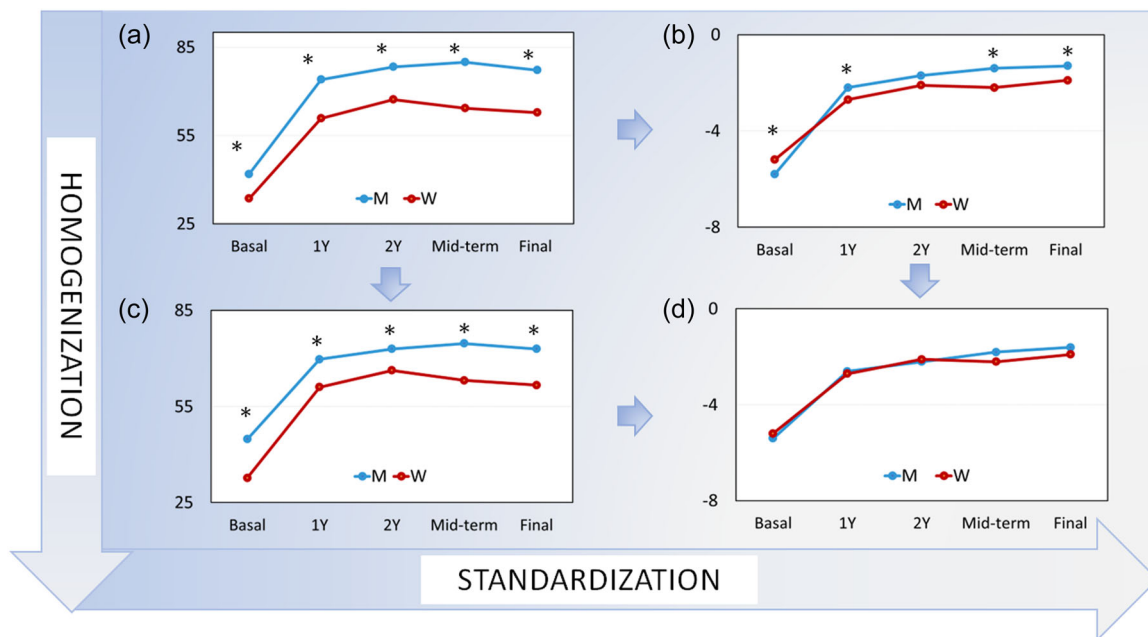 (a)
85
55
25
* * * * *
M W
Basal 1Y 2Y Mid-term Final
(b)
0
-4
-8
* * * *
M W
Basal 1Y 2Y Mid-term Final
(c)
85
55
25
* * * * *
M W
Basal 1Y 2Y Mid-term Final
(d)
0
-4
-8
M W
Basal 1Y 2Y Mid-term Final
HOMOGENIZATION
STANDARDIZATION